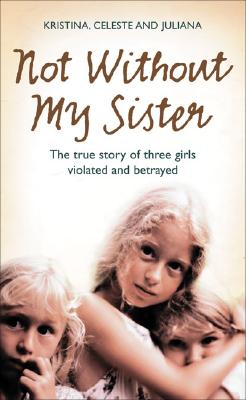 KRISTINA, CELESTE AND JULIANA
Not Without
My Sister
The true story of three girls
violated and betrayed